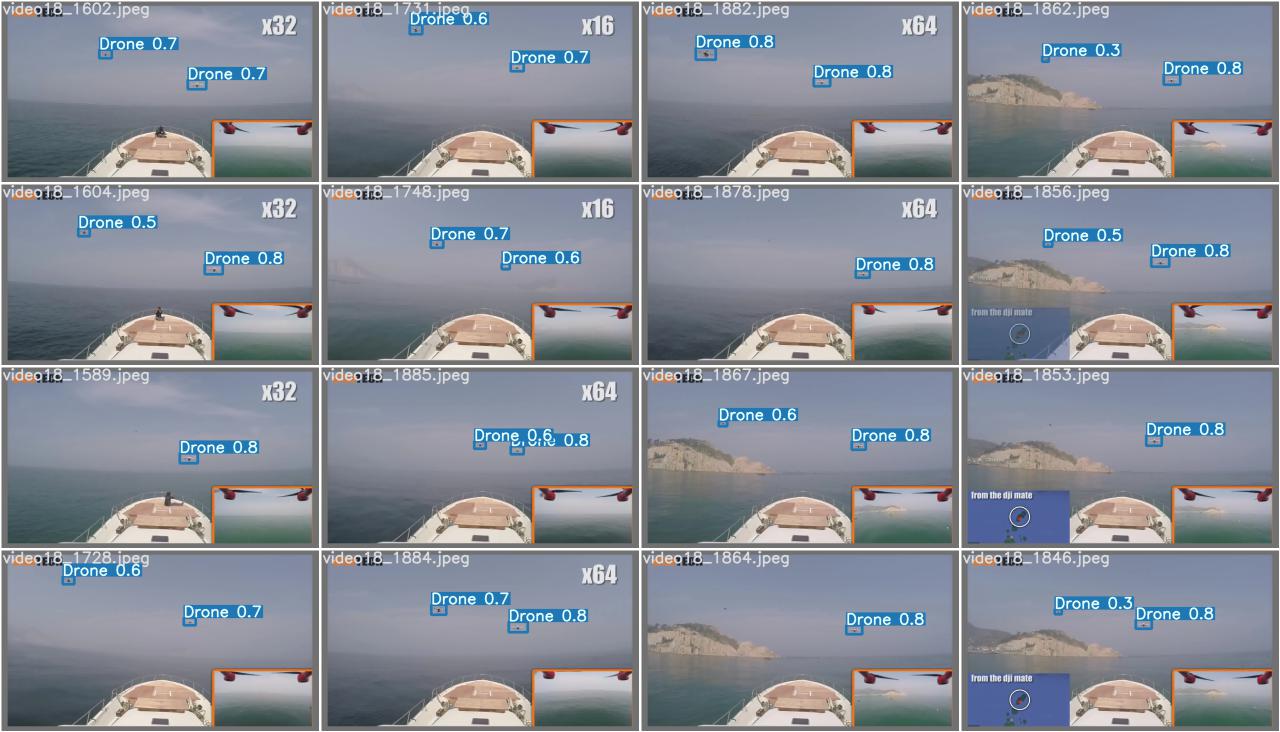 video18_1602.jpeg
x32
Drone 0.7
Drone 0.7
video18_1731.jpeg
Drone 0.6
x16
Drone 0.7
video18_1882.jpeg
x64
Drone 0.8
Drone 0.8
video18_1862.jpeg
Drone 0.3
Drone 0.8
video18_1604.jpeg
x32
Drone 0.5
Drone 0.8
video18_1748.jpeg
x16
Drone 0.7
Drone 0.6
video18_1878.jpeg
x64
Drone 0.8
video18_1856.jpeg
Drone 0.5
Drone 0.8
from the dji mate
video18_1589.jpeg
x32
Drone 0.8
video18_1885.jpeg
x64
Drone 0.6
Drone 0.8
video18_1867.jpeg
Drone 0.6
Drone 0.8
video18_1853.jpeg
Drone 0.8
from the dji mate
video18_1728.jpeg
Drone 0.6
Drone 0.7
video18_1884.jpeg
x64
Drone 0.7
Drone 0.8
video18_1864.jpeg
Drone 0.8
video18_1846.jpeg
Drone 0.3
Drone 0.8
from the dji mate